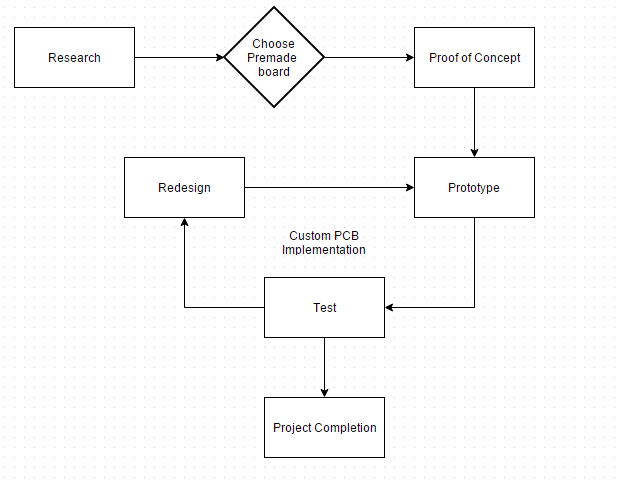 Research
Choose
Premade
board
Proof of Concept
Redesign
Prototype
Custom PCB
Implementation
Test
Project Completion